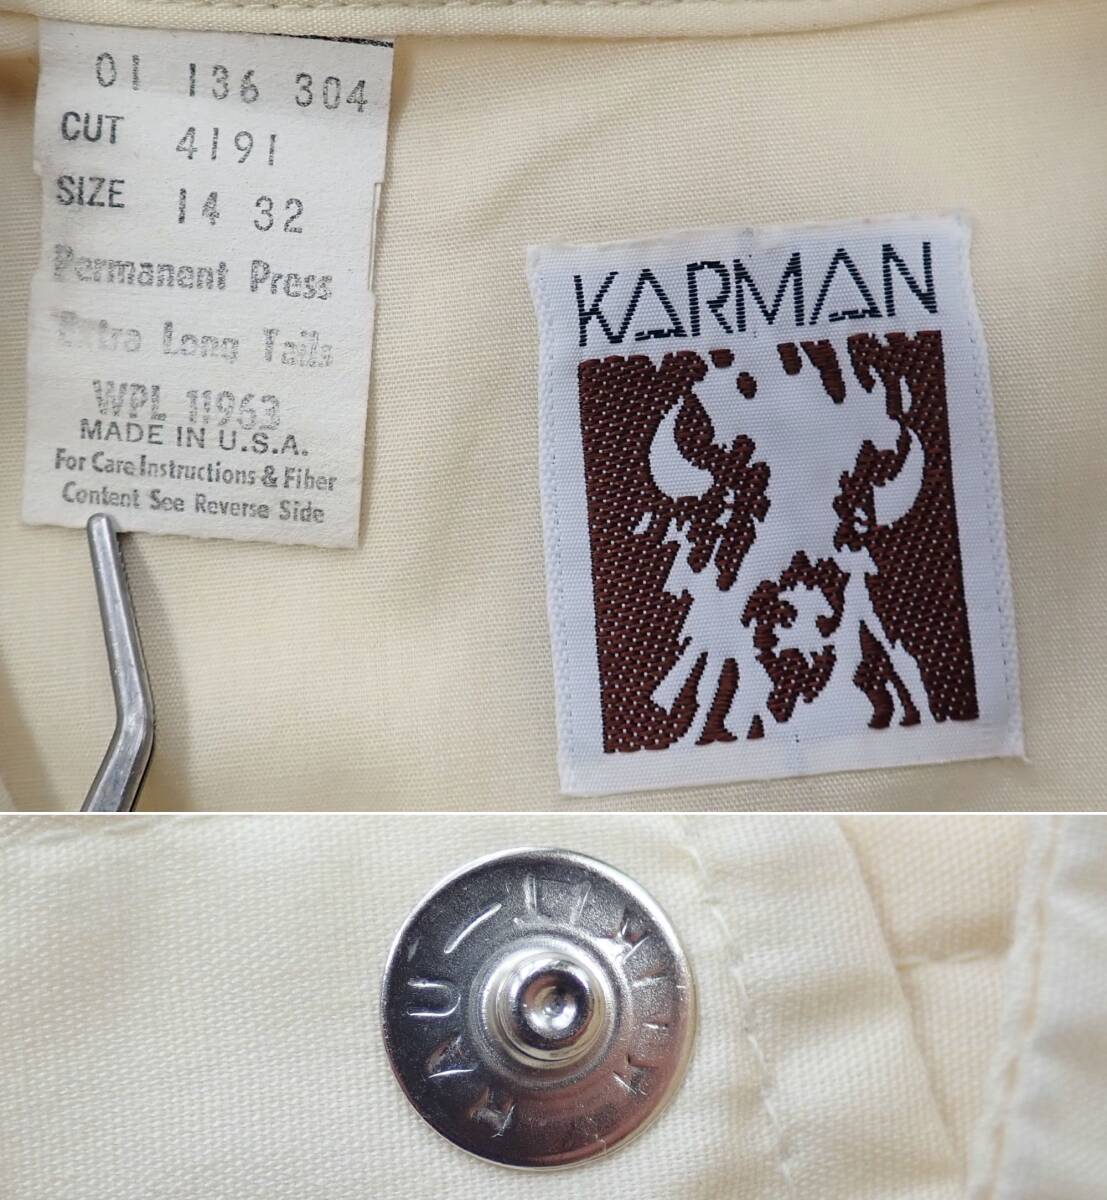 01 136 304
CUT 4191
SIZE 14 32
Permanent Press
Extra Long Tails
WPL 11963
MADE IN U.S.A.
For Care Instructions & Fiber
Content See Reverse Side
KARMAN